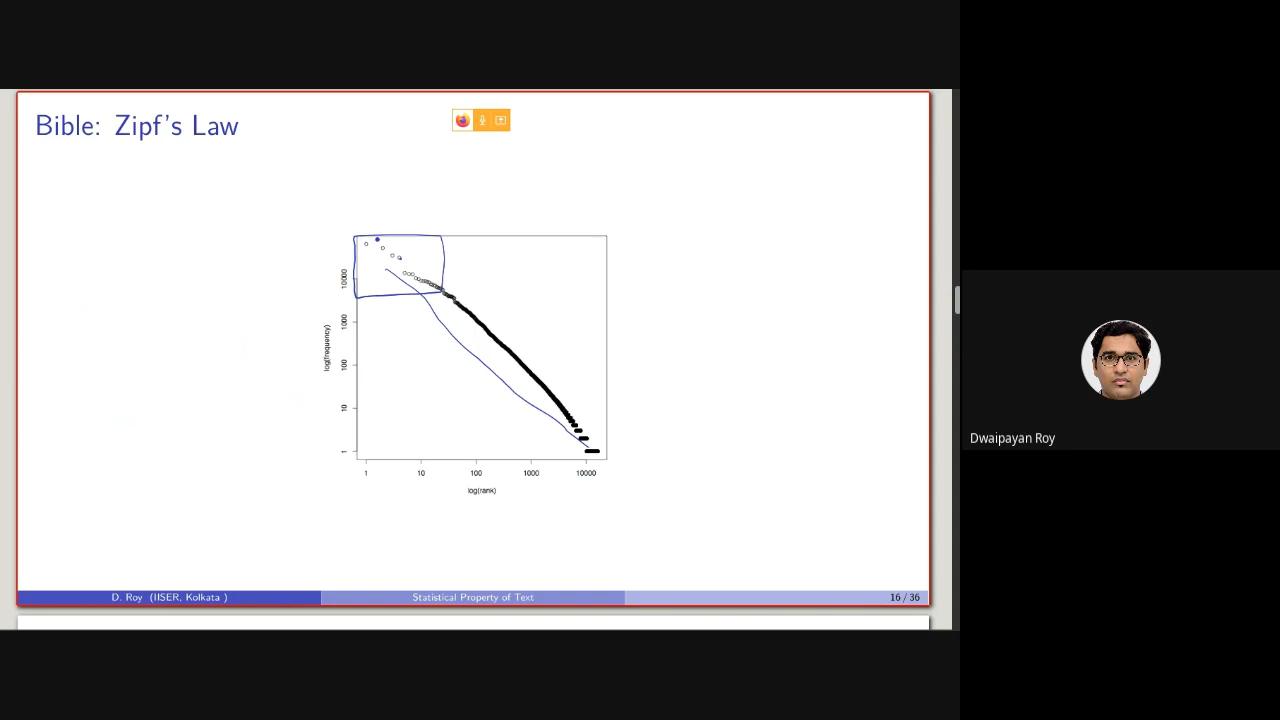 Bible: Zipf's Law
log(frequency)
10000
1000
100
10
1
1 10 100 1000 10000
log(rank)
Dwaipayan Roy
D. Roy (IISER, Kolkata ) Statistical Property of Text 16 / 36